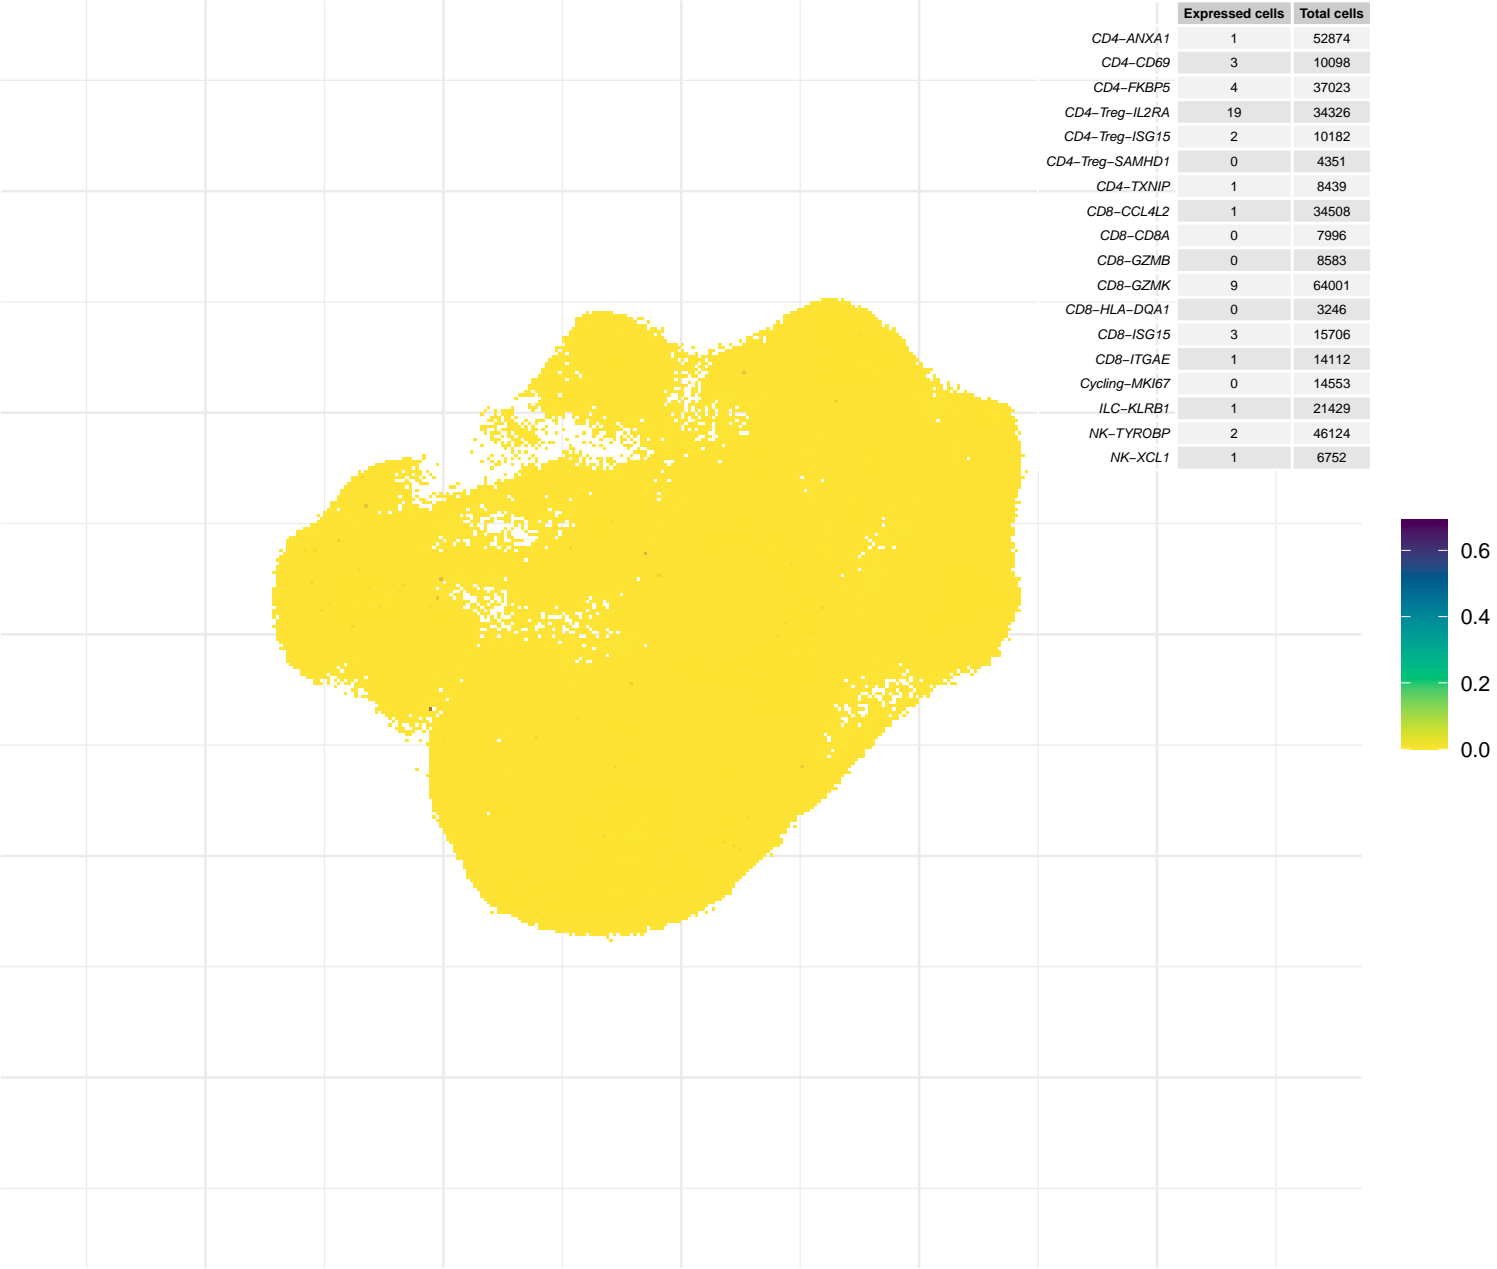 Expressed cells Total cells
CD4−ANXA1 1 52874
CD4−CD69 3 10098
CD4−FKBP5 4 37023
CD4−Treg−IL2RA 19 34326
CD4−Treg−ISG15 2 10182
CD4−Treg−SAMHD1 0 4351
CD4−TXNIP 1 8439
CD8−CCL4L2 1 34508
CD8−CD8A 0 7996
CD8−GZMB 0 8583
CD8−GZMK 9 64001
CD8−HLA−DQA1 0 3246
CD8−ISG15 3 15706
CD8−ITGAE 1 14112
Cycling−MKI67 0 14553
ILC−KLRB1 1 21429
NK−TYROBP 2 46124
NK−XCL1 1 6752
0.6
0.4
0.2
0.0